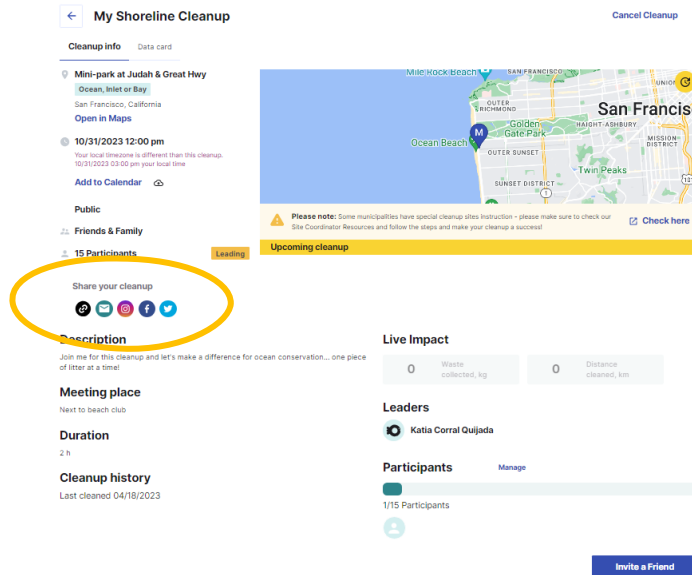 My Shoreline Cleanup
Cancel Cleanup
Cleanup info
Data card
Mini-park at Judah & Great Hwy
Ocean, Inlet or Bay
San Francisco, California
Open in Maps
10/31/2023 12:00 pm
Your local timezone is different than this cleanup.
10/31/2023 03:00 pm your local time
Add to Calendar
Public
Friends & Family
15 Participants
Leading
Share your cleanup
Mile Rock Beach
SAN FRANCISCO
UNION
OUTER
RICHMOND
San Francis
Golden
Gate Park
HAIGHT-ASHBURY
M
Ocean Beach
MISSION
DISTRICT
OUTER SUNSET
Twin Peaks
SUNSET DISTRICT
1
101
Please note: Some municipalities have special cleanup sites instruction - please make sure to check our
Site Coordinator Resources and follow the steps and make your cleanup a success!
Check here
Upcoming cleanup
Description
Join me for this cleanup and let's make a difference for ocean conservation... one piece
of litter at a time!
Meeting place
Next to beach club
Duration
2 h
Cleanup history
Last cleaned 04/18/2023
Live Impact
0
Waste
collected, kg
0
Distance
cleaned, km
Leaders
Katia Corral Quijada
Participants
Manage
1/15 Participants
Invite a Friend